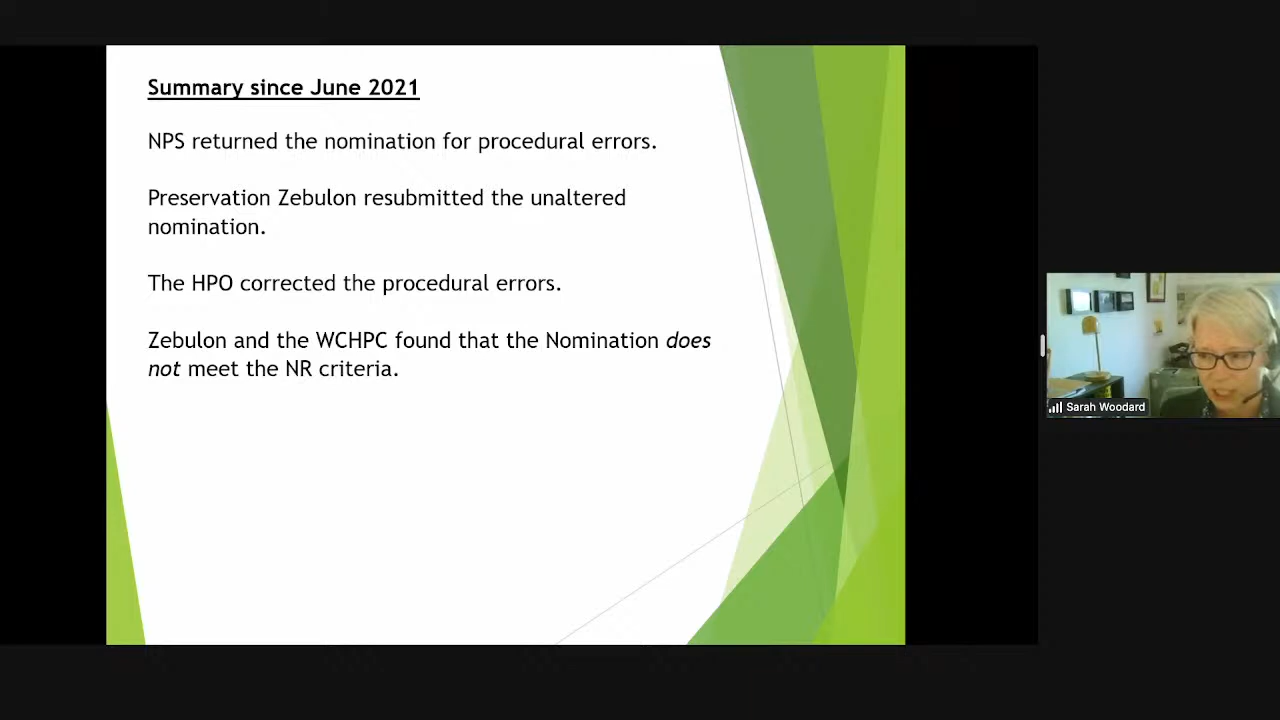 Summary since June 2021
NPS returned the nomination for procedural errors.
Preservation Zebulon resubmitted the unaltered
nomination.
The HPO corrected the procedural errors.
Zebulon and the WCHPC found that the Nomination does
not meet the NR criteria.
Sarah Woodard